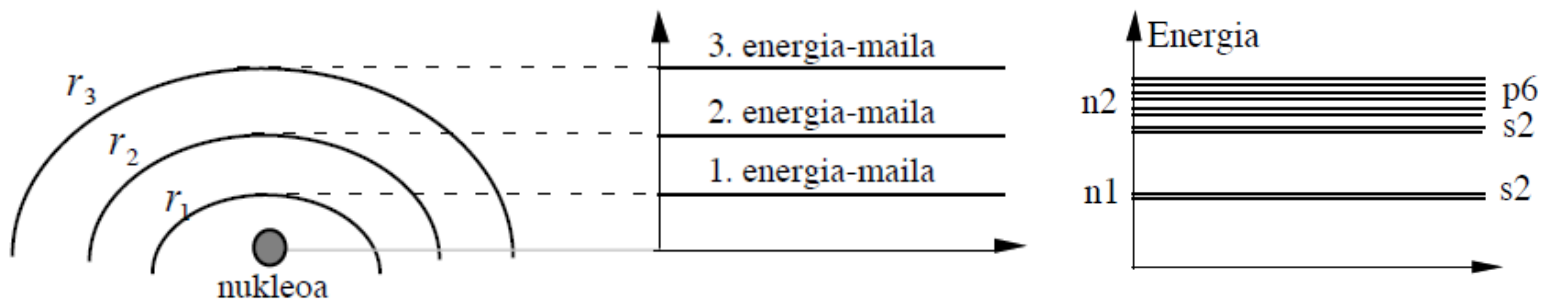 r3
r2
r1
nukleoa
3. energia-maila
2. energia-maila
1. energia-maila
Energia
n2
p6
s2
n1
s2